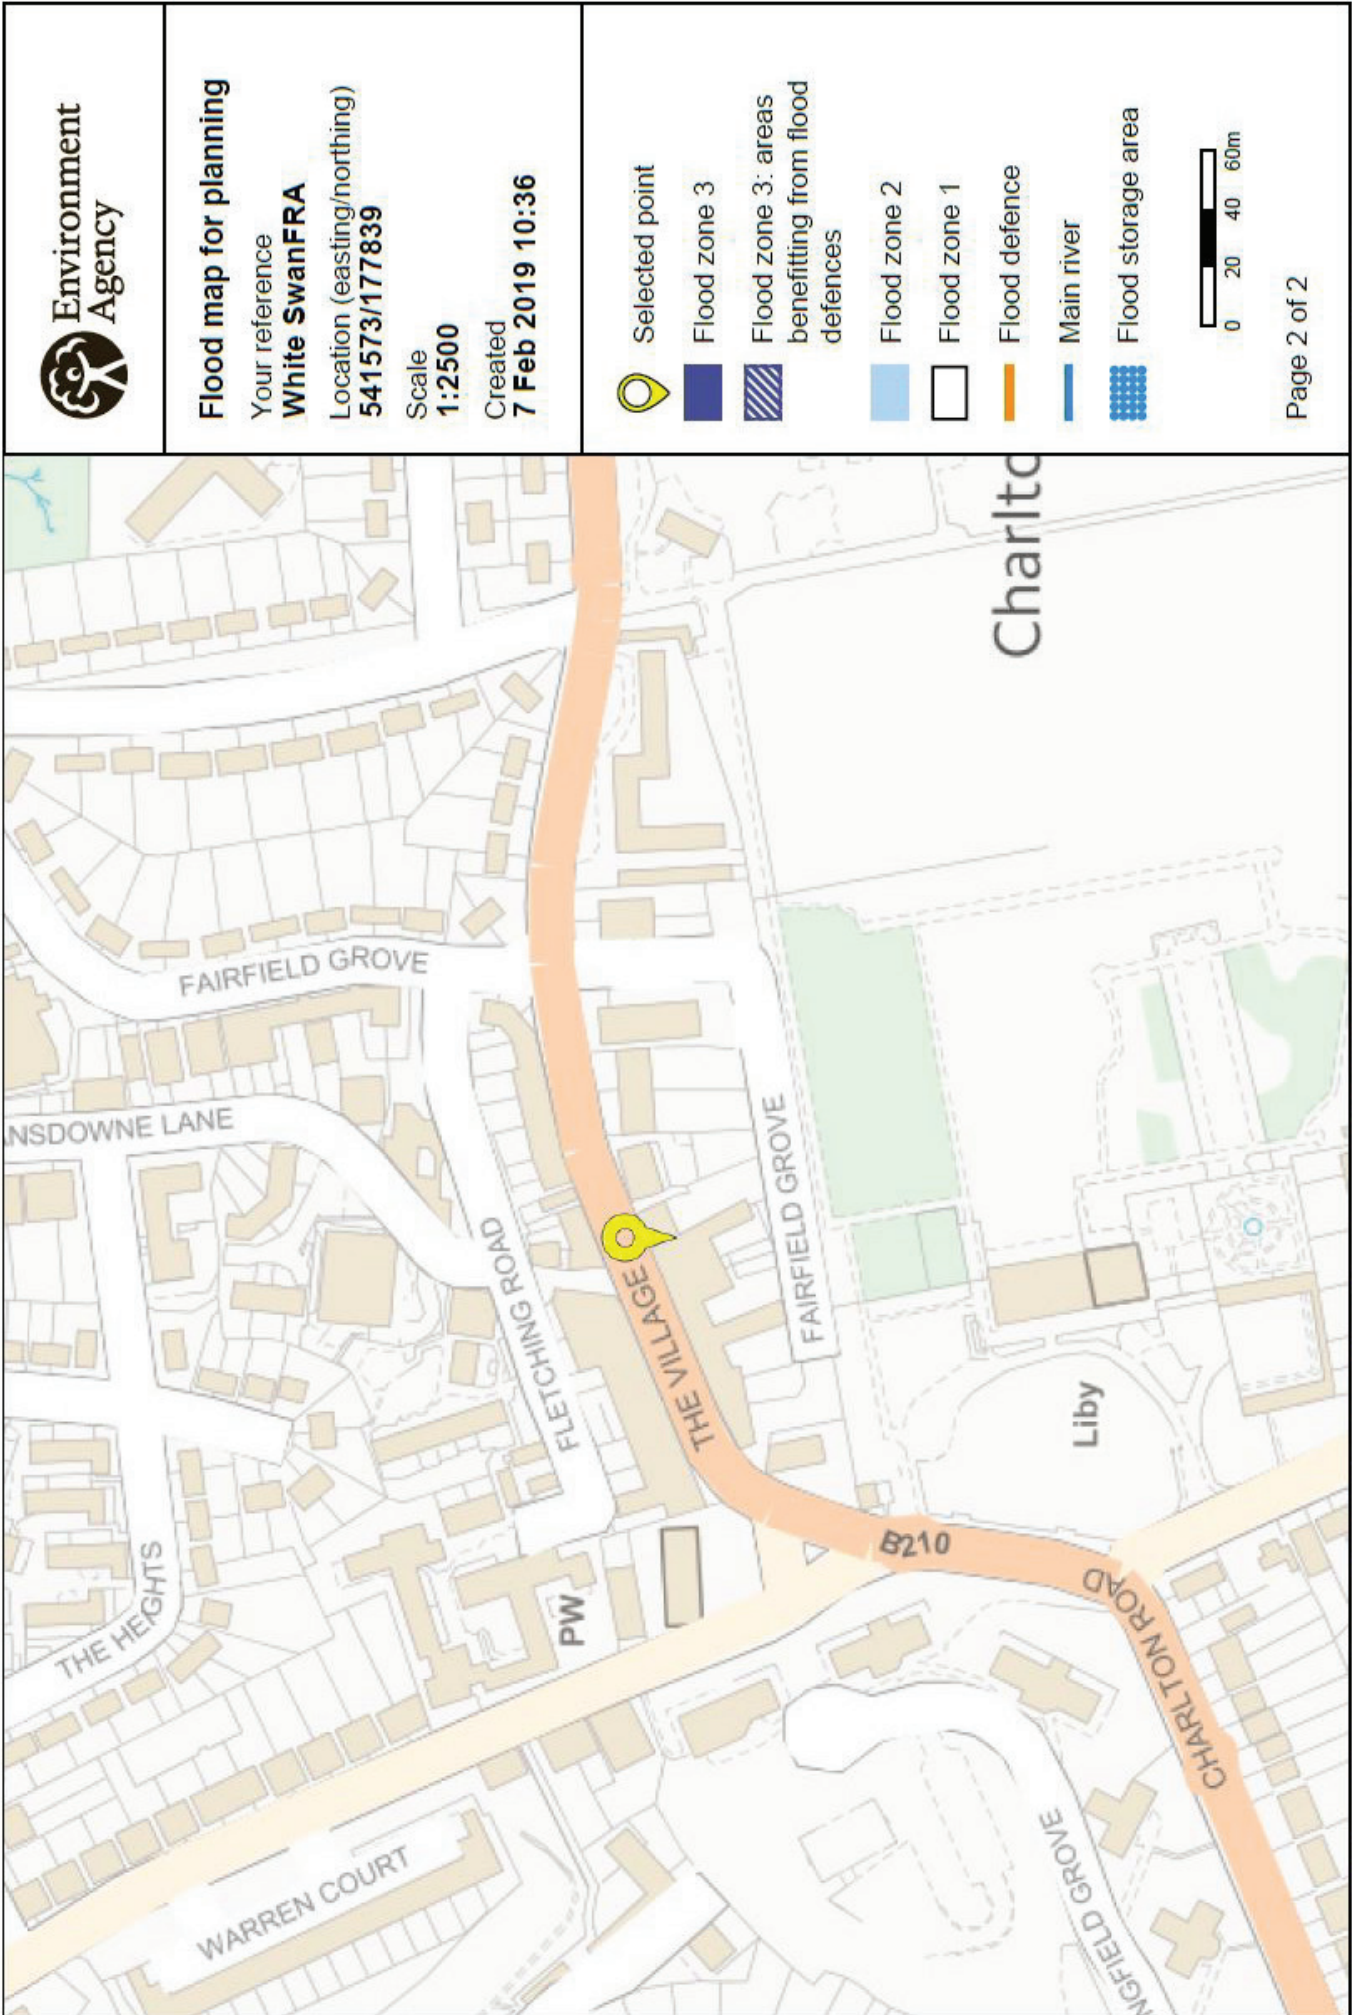 Environment
Agency
Flood map for planning
Your reference
White SwanFRA
Location (easting/northing)
541573/177839
Scale
1:2500
Created
7 Feb 2019 10:36
Selected point
Flood zone 3
Flood zone 3: areas
benefitting from flood
defences
Flood zone 2
Flood zone 1
Flood defence
Main river
Flood storage area
0 20 40 60m
Page 2 of 2
WARREN COURT
THE HEIGHTS
ANSDOWNE LANE
FAIRFIELD GROVE
FLETCHING ROAD
PW
THE VILLAGE
FAIRFIELD GROVE
B210
Liby
Charltc
CHARLTON ROAD
NGFIELD GROVE